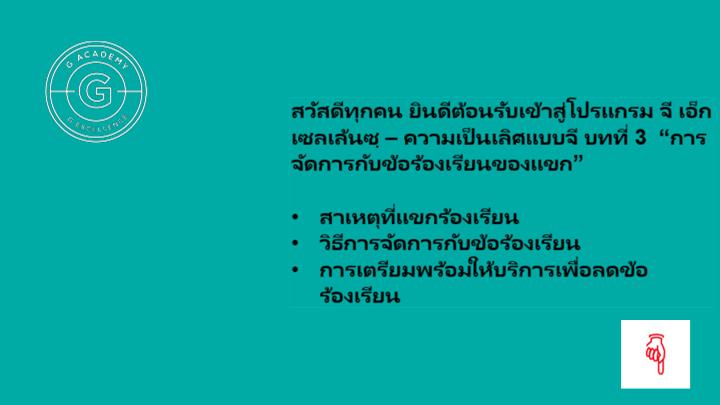 G ACADEMY
G
G EXCELLENCE
สวัสดีทุกคน ยินดีต้อนรับเข้าสู่โปรแกรม จี เอ็ก
เซลเล้นซฺ – ความเป็นเลิศแบบจี บทที่ 3 “การ
จัดการกับข้อร้องเรียนของแขก”
• สาเหตุที่แขกร้องเรียน
• วิธีการจัดการกับข้อร้องเรียน
• การเตรียมพร้อมให้บริการเพื่อลดข้อ
ร้องเรียน